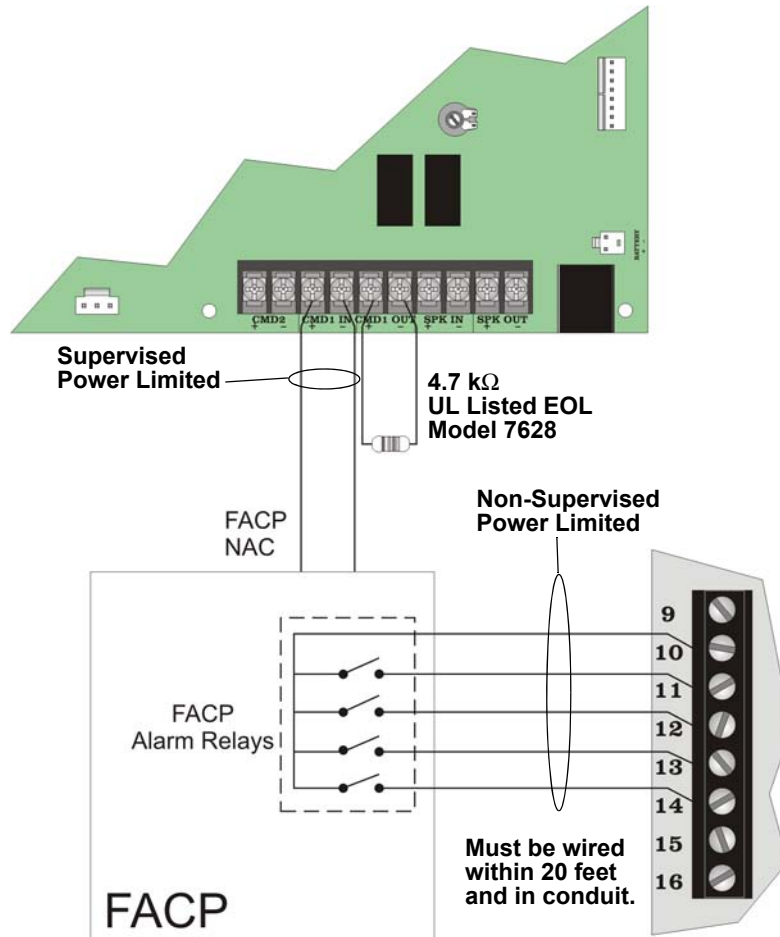 BATTERY
+ -
CMD2 CMD1 IN CMD1 OUT SPK IN SPK OUT
+ - + - + - + - + -
Supervised
Power Limited
4.7 kΩ
UL Listed EOL
Model 7628
FACP
NAC
Non-Supervised
Power Limited
9
10
11
12
13
14
15
16
FACP
Alarm Relays
Must be wired
within 20 feet
and in conduit.
FACP